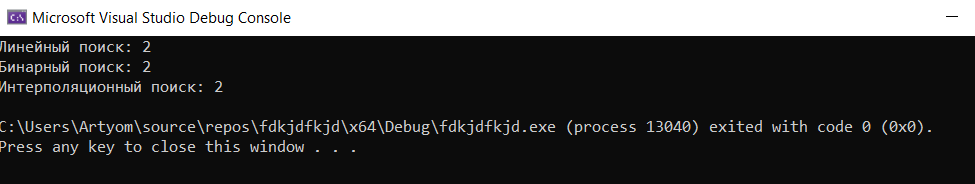 Microsoft Visual Studio Debug Console
Линейный поиск: 2
Бинарный поиск: 2
Интерполяционный поиск: 2
C:\Users\Artyom\source\repos\fdkjdfkjd\x64\Debug\fdkjdfkjd.exe (process 13040) exited with code 0 (0x0).
Press any key to close this window . . .